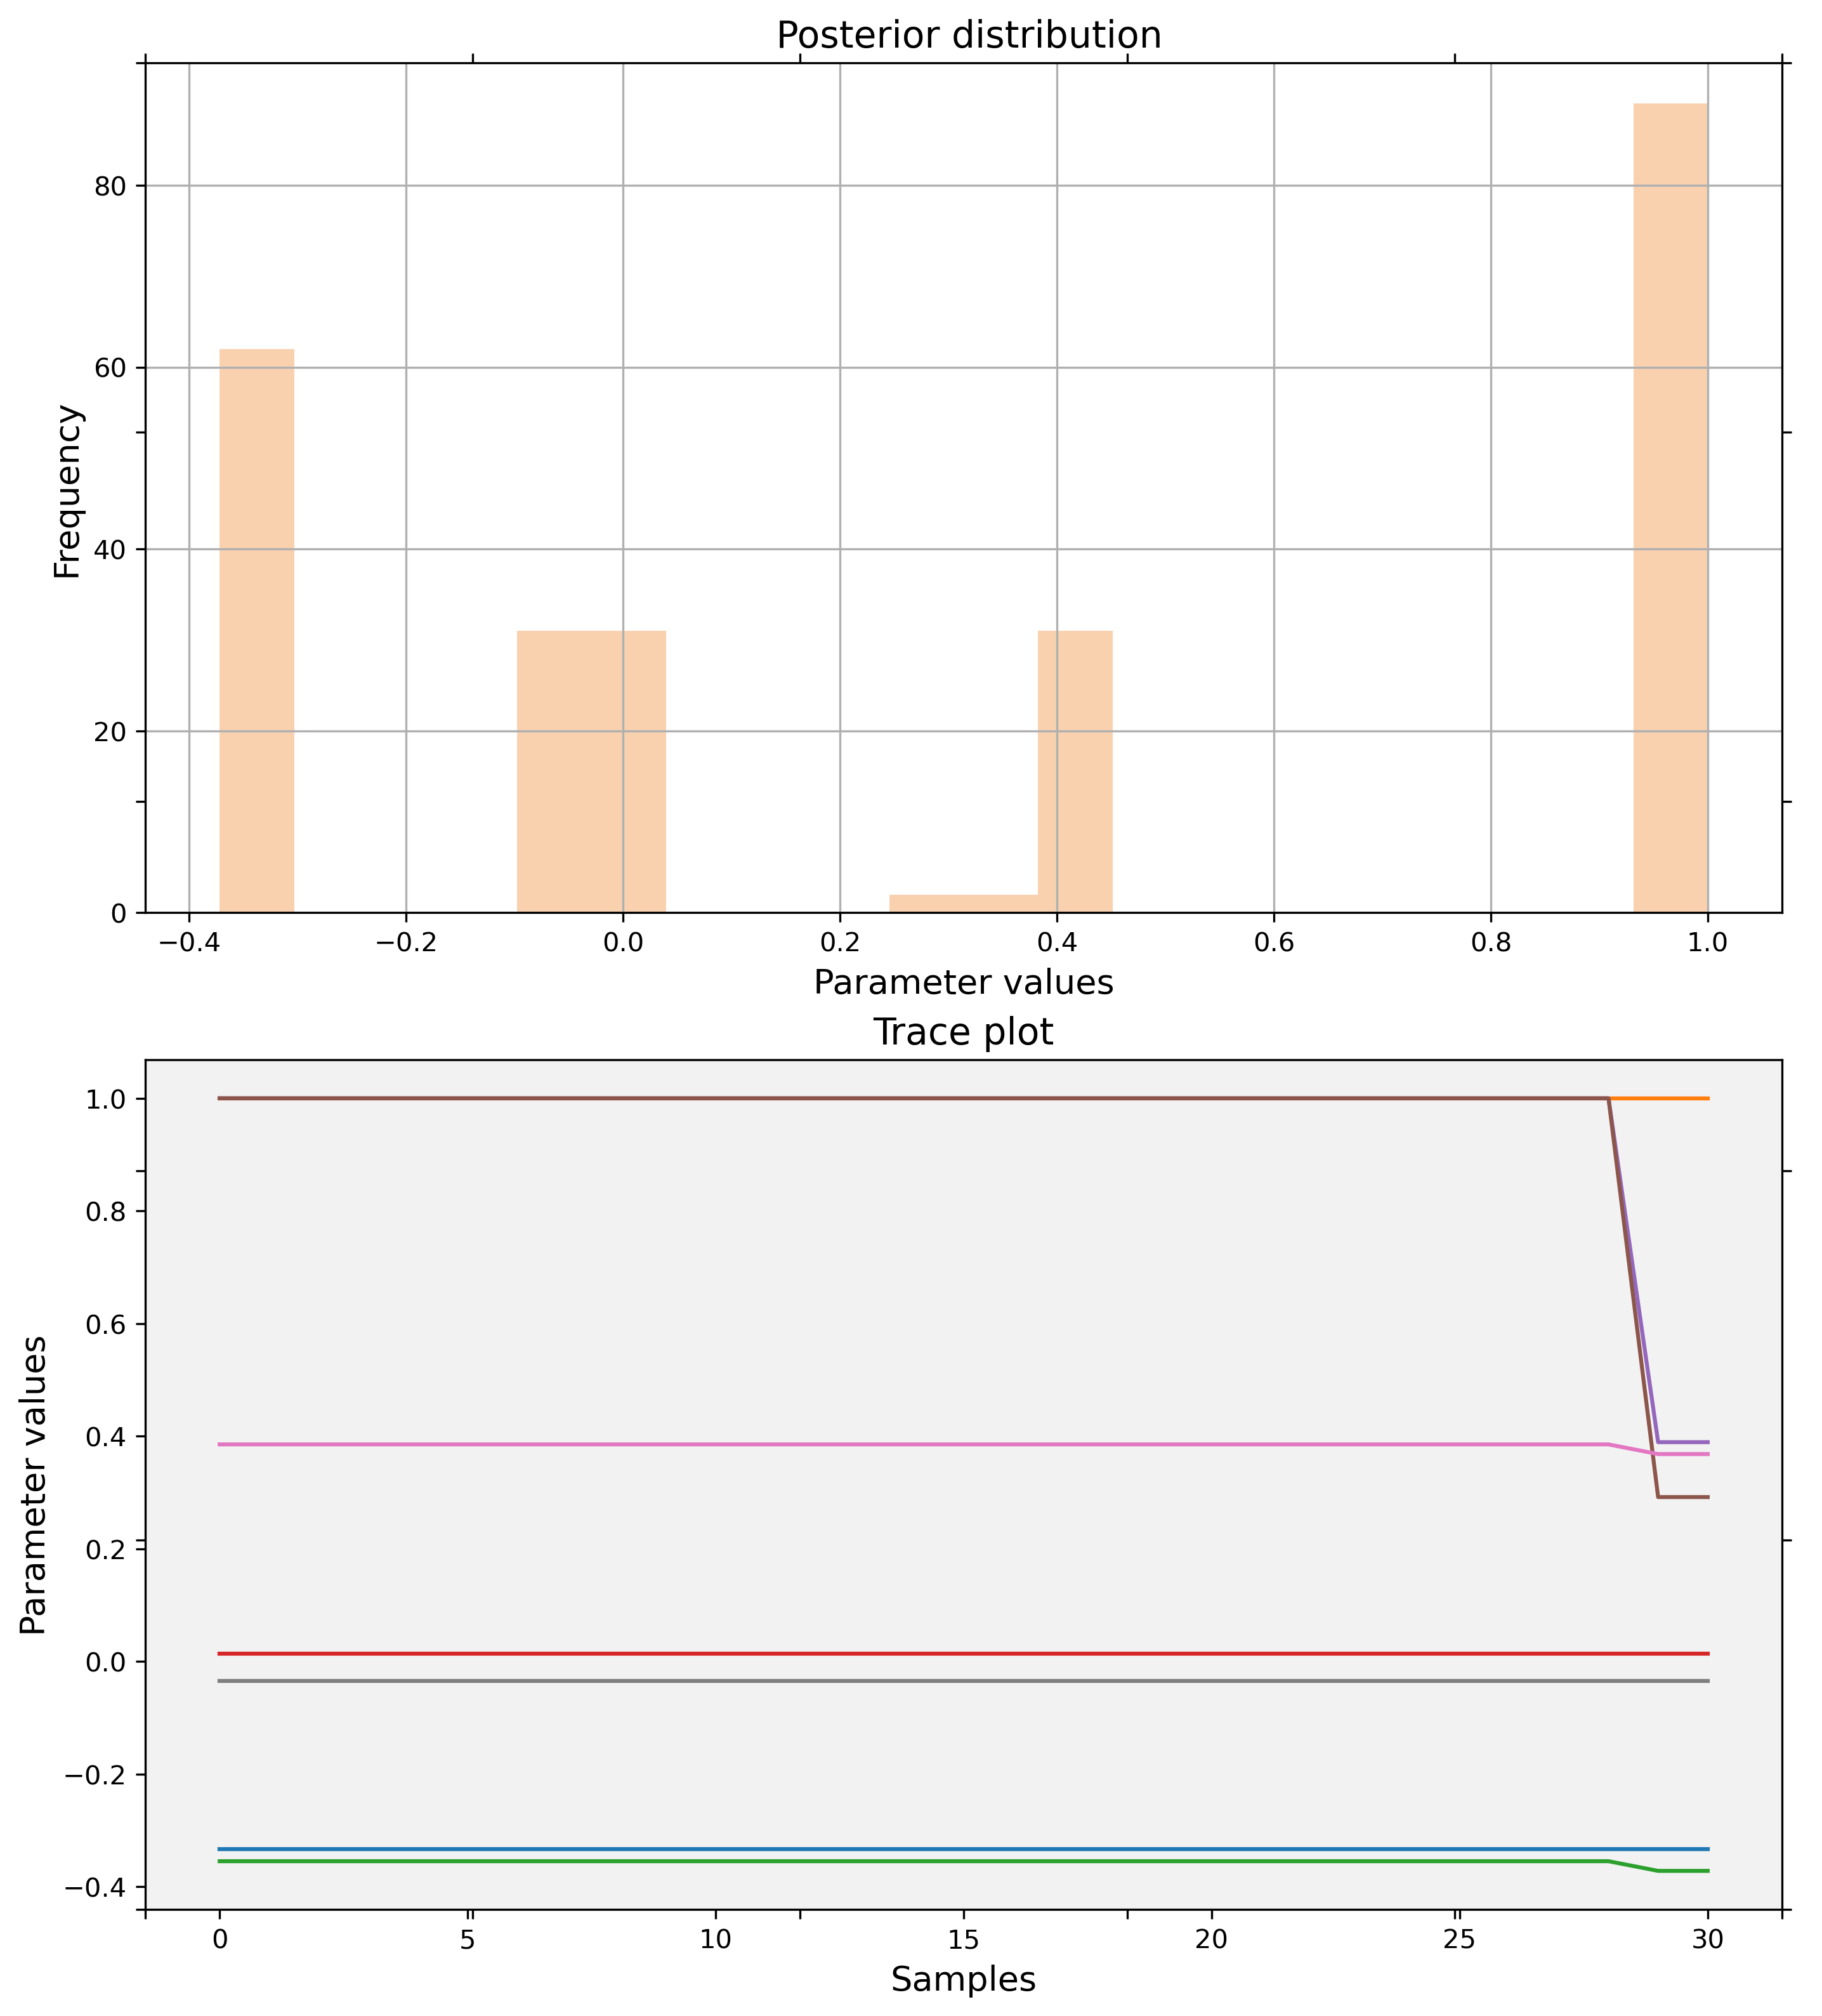 Posterior distribution
80
60
40
20
0
Frequency
−0.4 −0.2 0.0 0.2 0.4 0.6 0.8 1.0
Parameter values
Trace plot
1.0
0.8
0.6
0.4
0.2
0.0
−0.2
−0.4
Parameter values
0 5 10 15 20 25 30
Samples